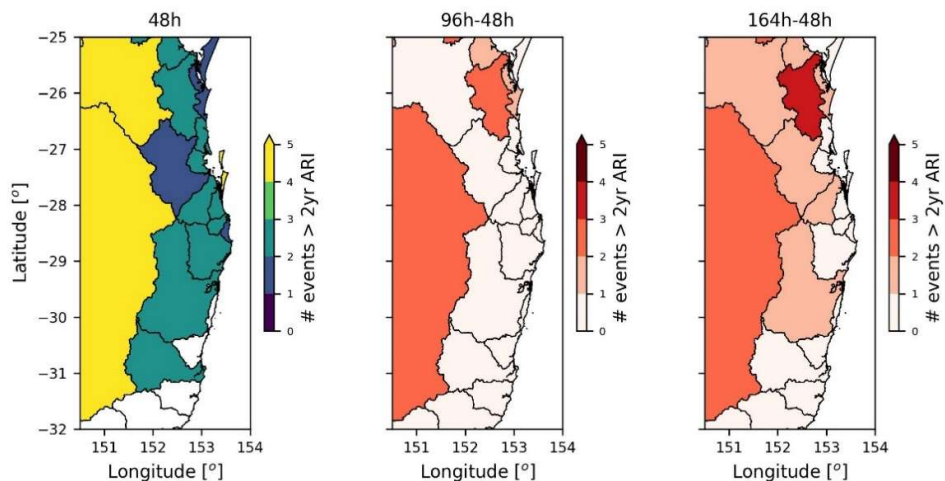 48h
96h-48h
164h-48h
−25
−26
−27
−28
−29
−30
−31
−32
Latitude [o]
151 152 153 154
Longitude [o]
5
4
3
2
1
0
# events > 2yr ARI
151 152 153 154
Longitude [o]
5
4
3
2
1
0
# events > 2yr ARI
151 152 153 154
Longitude [o]
5
4
3
2
1
0
# events > 2yr ARI